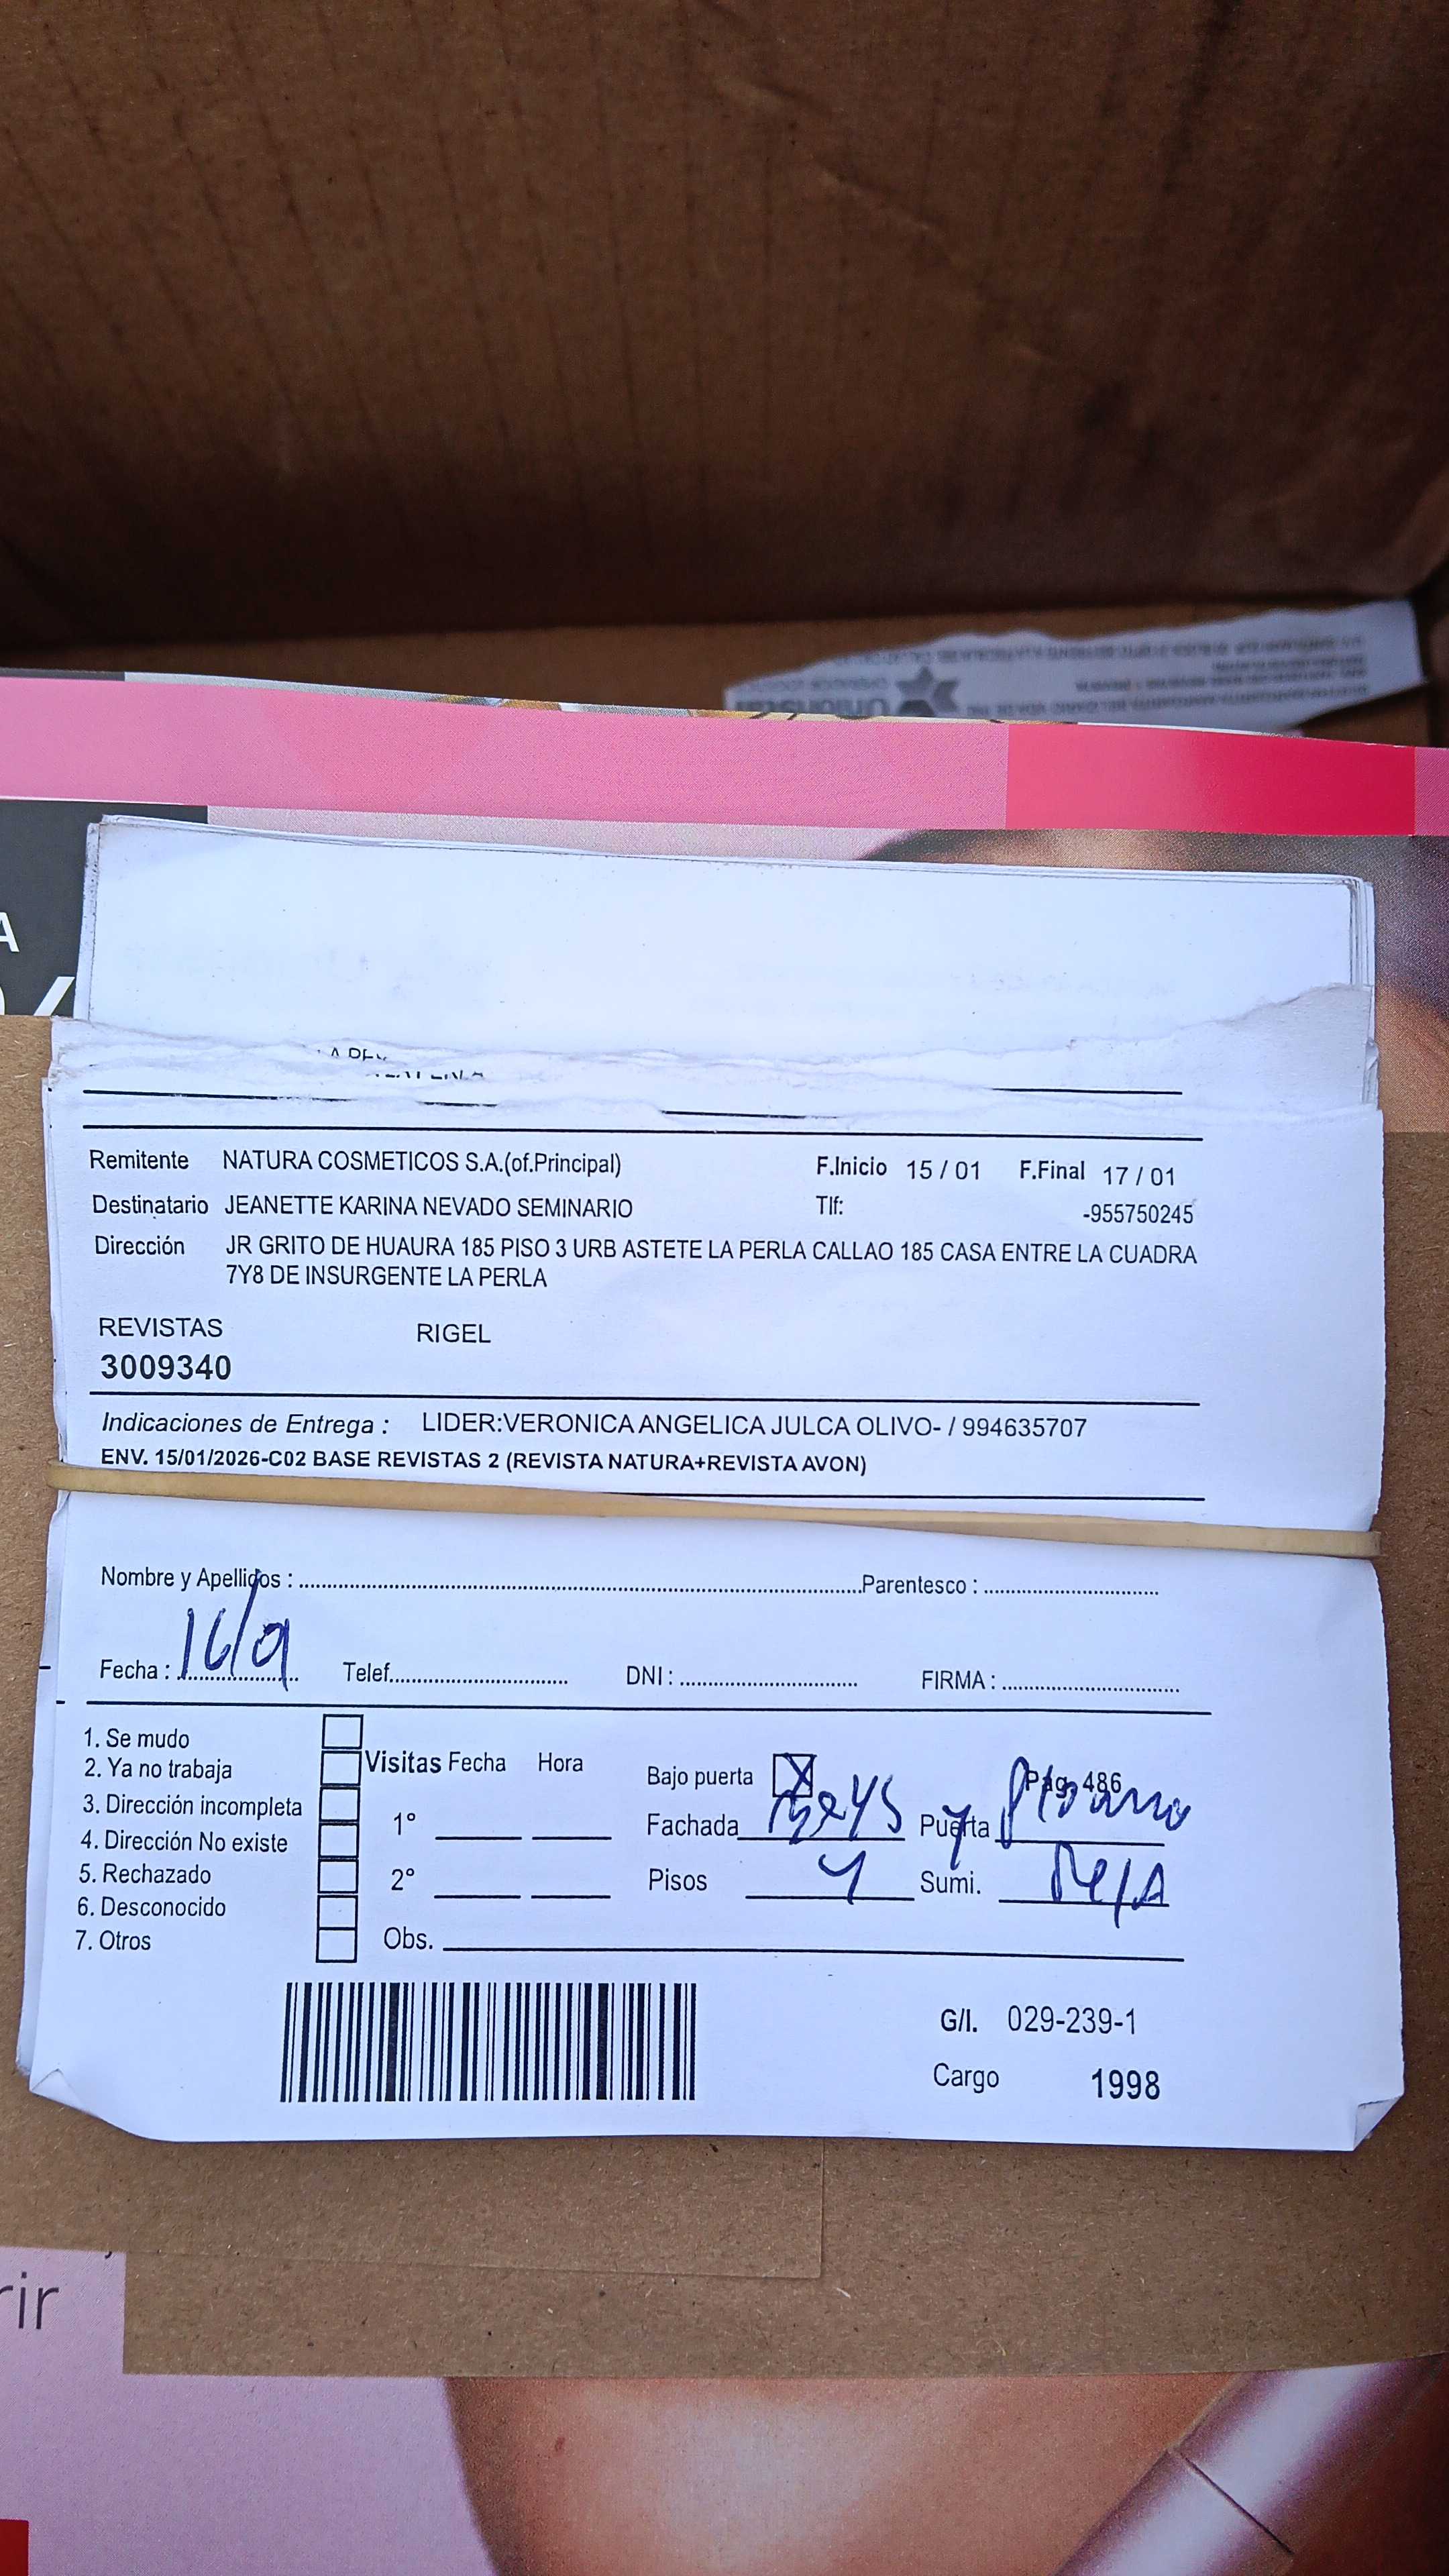 A
Remitente NATURA COSMETICOS S.A.(of.Principal) F.Inicio 15 / 01 F.Final 17 / 01
Destinatario JEANETTE KARINA NEVADO SEMINARIO Tlf: -955750245
Dirección JR GRITO DE HUAURA 185 PISO 3 URB ASTETE LA PERLA CALLAO 185 CASA ENTRE LA CUADRA
7Y8 DE INSURGENTE LA PERLA
REVISTAS RIGEL
3009340
Indicaciones de Entrega : LIDER:VERONICA ANGELICA JULCA OLIVO- / 994635707
ENV. 15/01/2026-C02 BASE REVISTAS 2 (REVISTA NATURA+REVISTA AVON)
Nombre y Apellidos : Parentesco :
Fecha : Telef. DNI : FIRMA :
1. Se mudo
2. Ya no trabaja
3. Dirección incompleta
4. Dirección No existe
5. Rechazado
6. Desconocido
7. Otros
Visitas Fecha Hora
1°
2°
Obs.
Bajo puerta X Pág. 486
Fachada Puerta
Pisos Sumi.
G/I. 029-239-1
Cargo 1998
rir